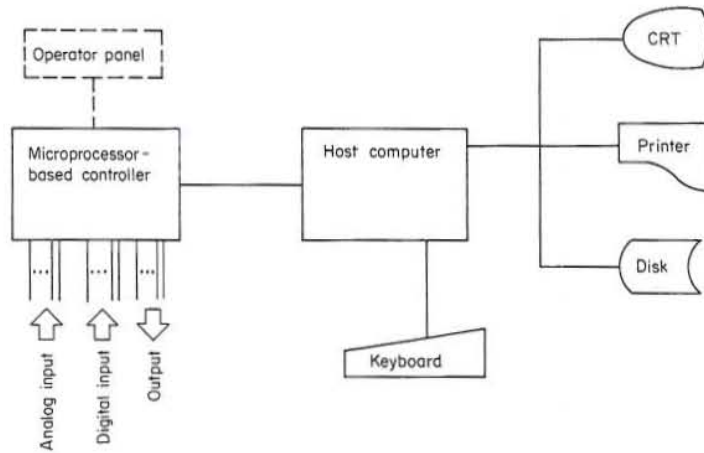 Operator panel
Microprocessor-
based controller
Host computer
CRT
Printer
Disk
Keyboard
...
...
...
Analog input
Digital input
Output